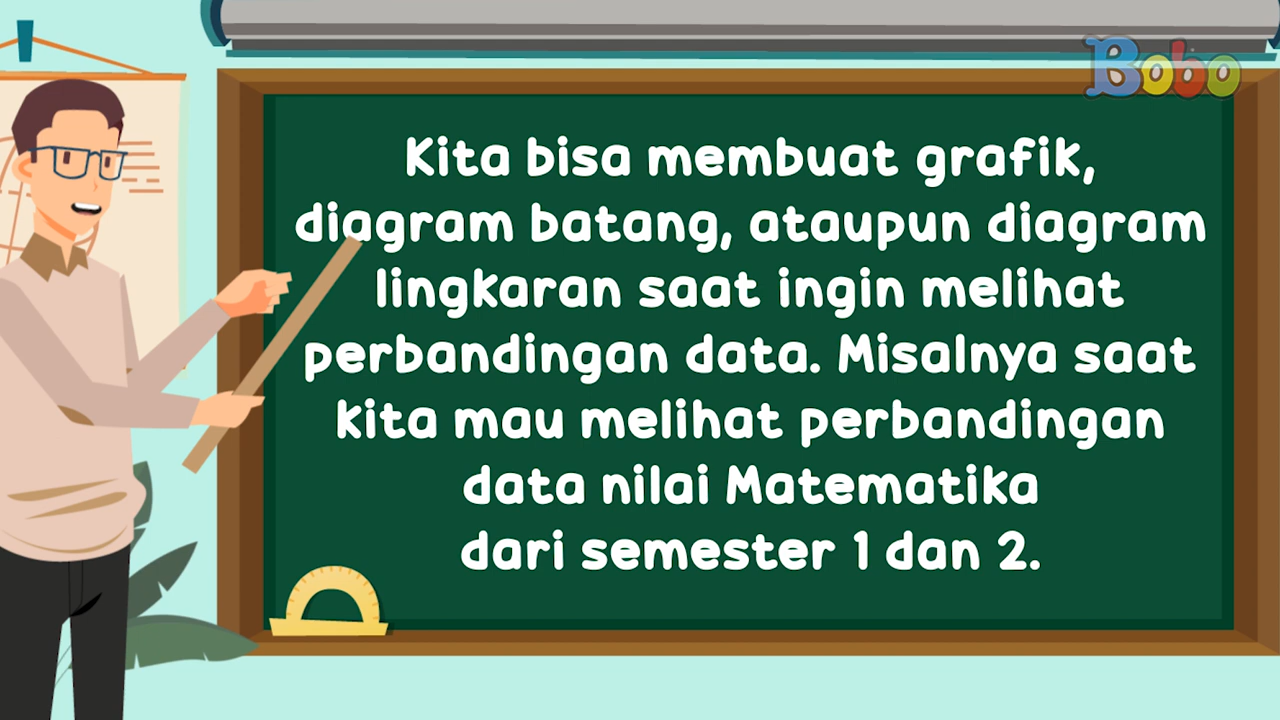 Bobo
Kita bisa membuat grafik,
diagram batang, ataupun diagram
lingkaran saat ingin melihat
perbandingan data. Misalnya saat
kita mau melihat perbandingan
data nilai Matematika
dari semester 1 dan 2.